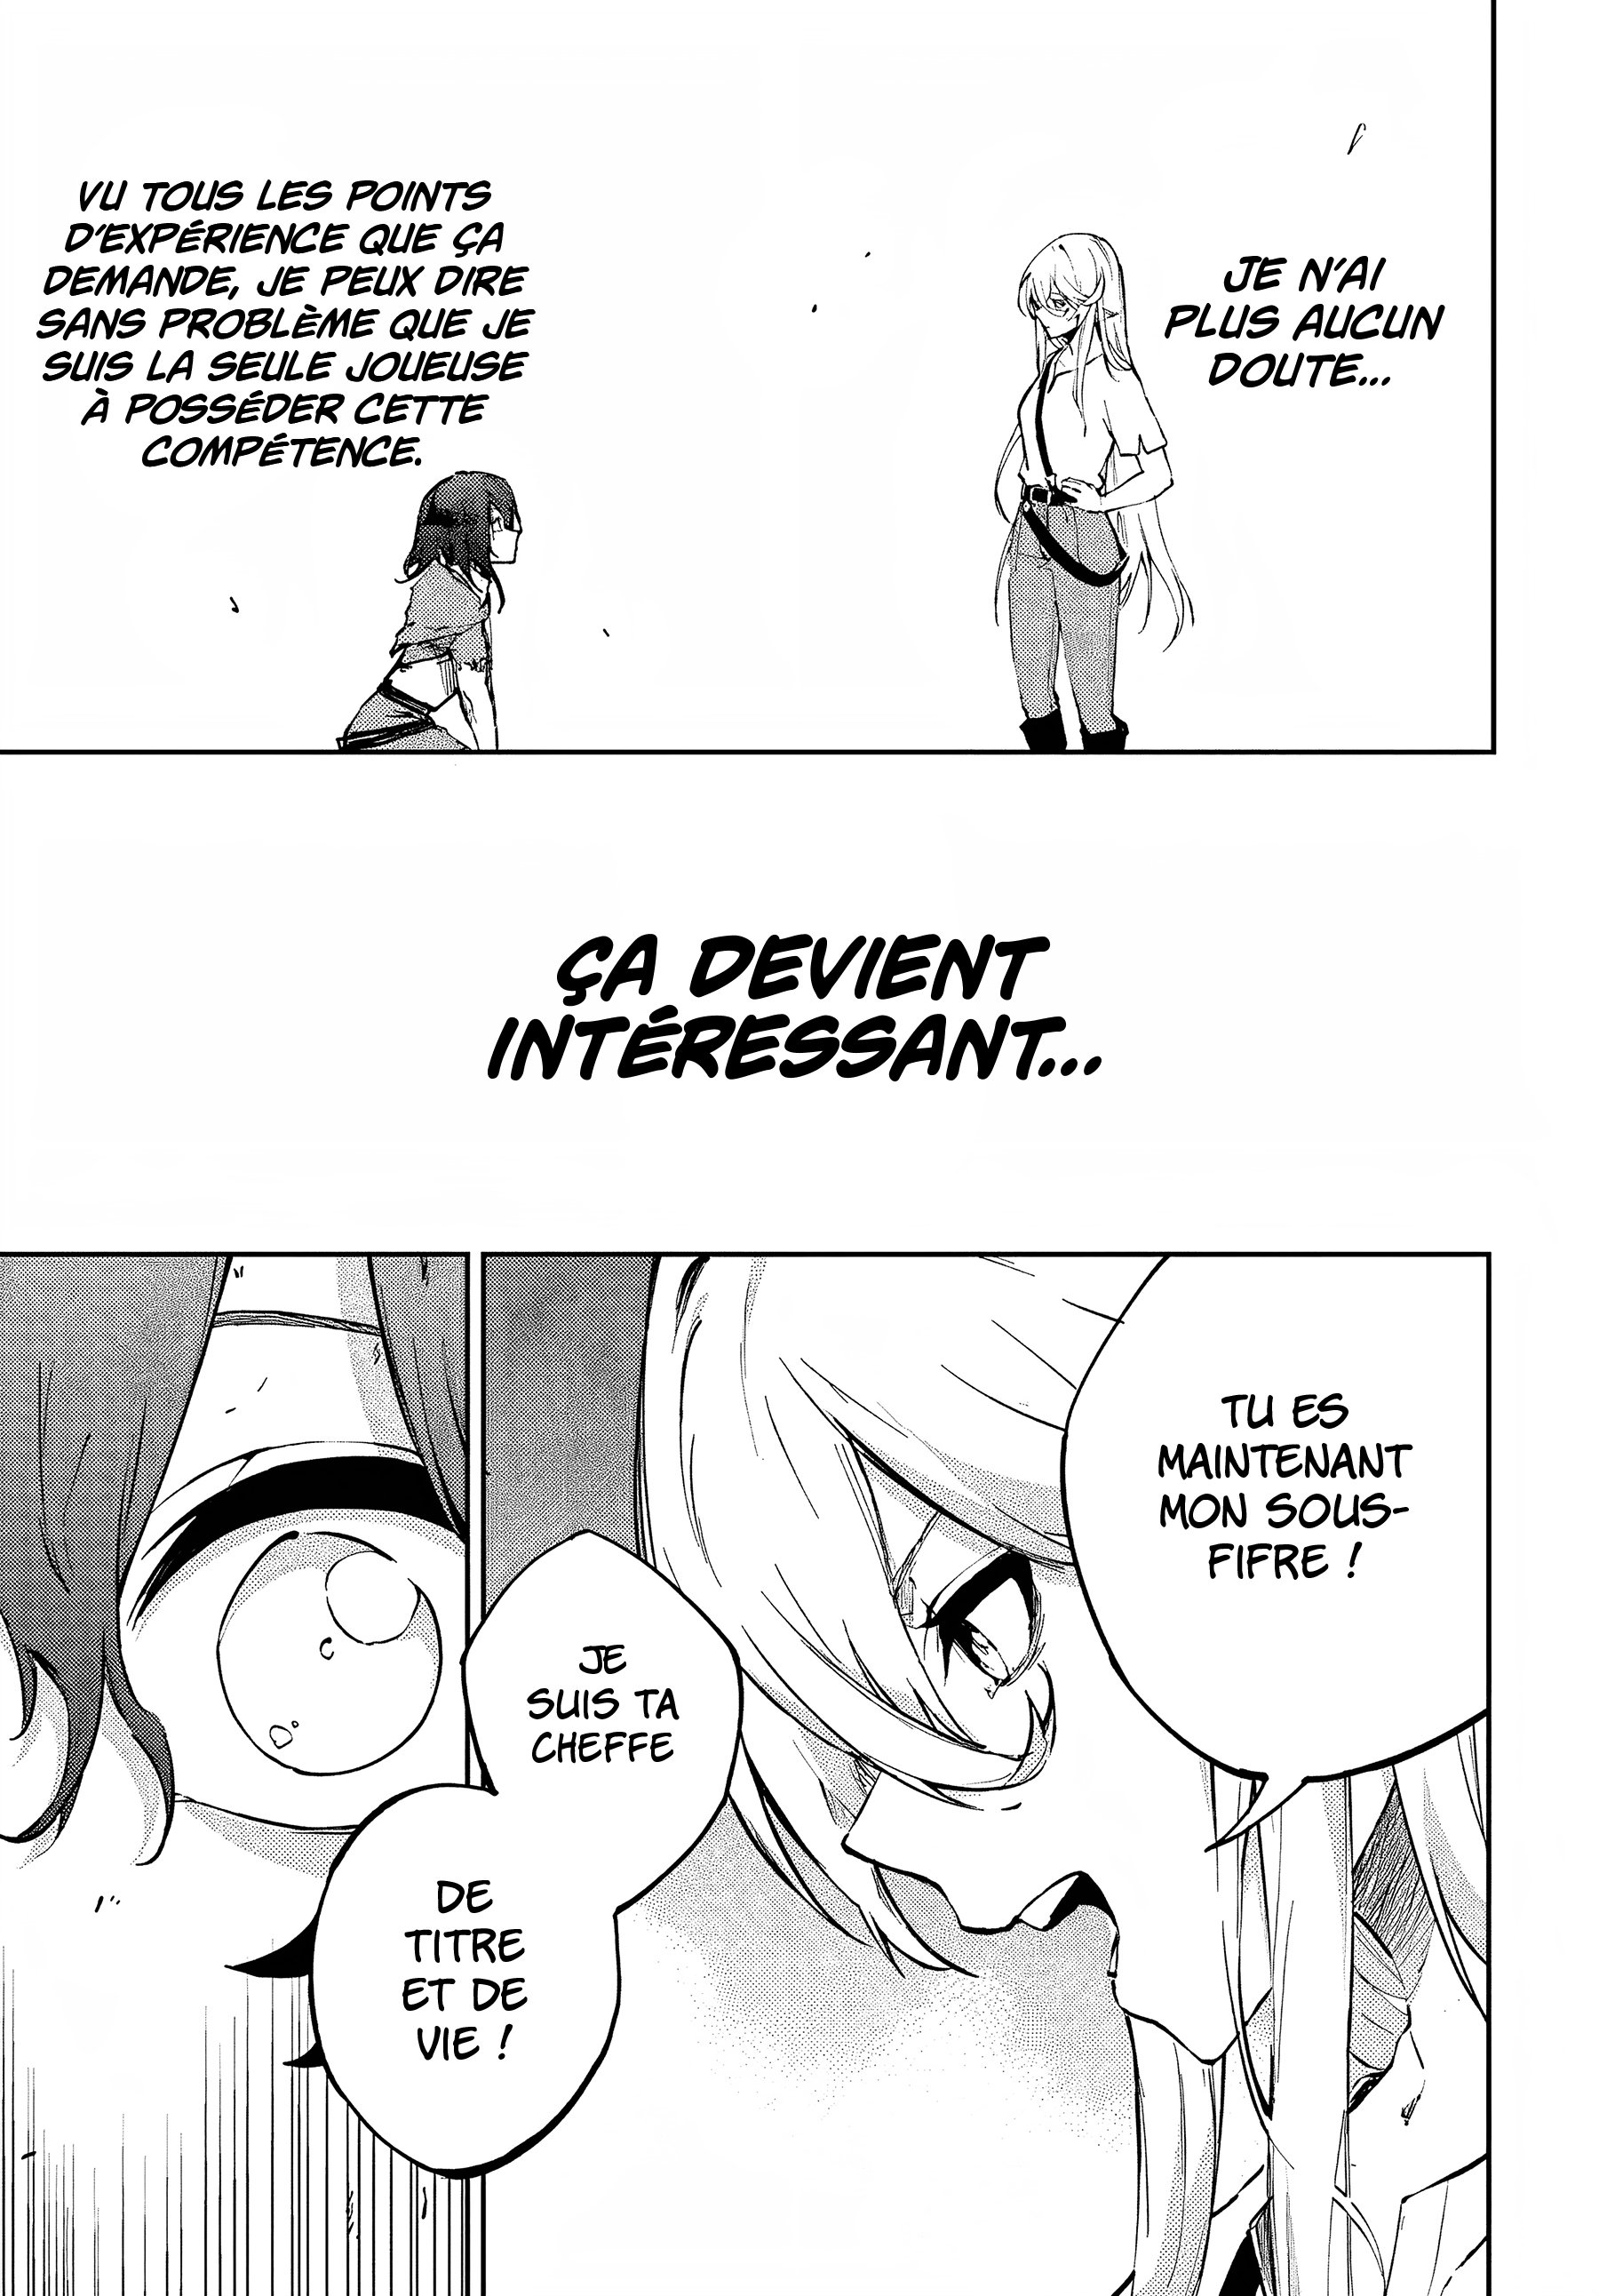 JE N'AI
PLUS AUCUN
DOUTE...
VU TOUS LES POINTS
D'EXPÉRIENCE QUE ÇA
DEMANDE, JE PEUX DIRE
SANS PROBLÈME QUE JE
SUIS LA SEULE JOUEUSE
À POSSÉDER CETTE
COMPÉTENCE.
ÇA DEVIENT
INTÉRESSANT...
TU ES
MAINTENANT
MON SOUS-
FIFRE !
JE
SUIS TA
CHEFFE
DE
TITRE
ET DE
VIE !